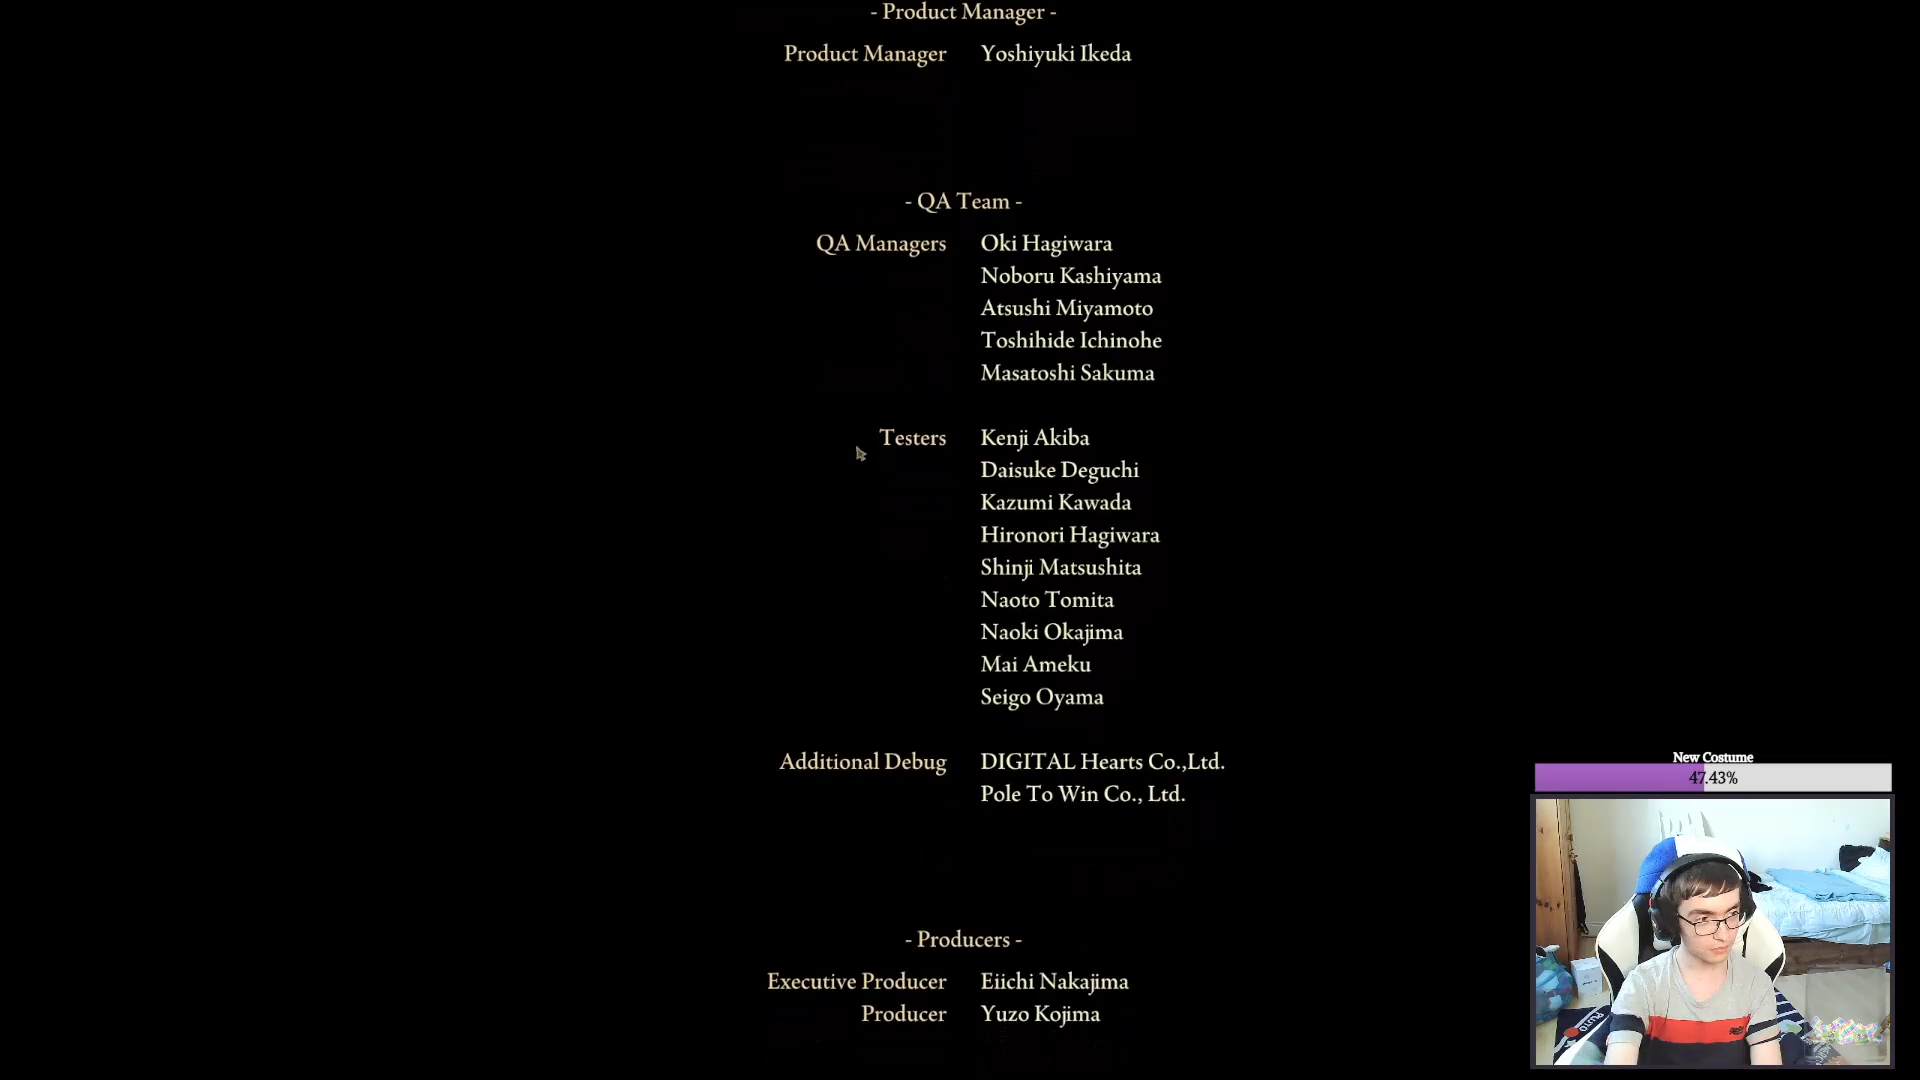 - Product Manager -
Product Manager Yoshiyuki Ikeda
- QA Team -
QA Managers Oki Hagiwara
Noboru Kashiyama
Atsushi Miyamoto
Toshihide Ichinohe
Masatoshi Sakuma
Testers Kenji Akiba
Daisuke Deguchi
Kazumi Kawada
Hironori Hagiwara
Shinji Matsushita
Naoto Tomita
Naoki Okajima
Mai Ameku
Seigo Oyama
Additional Debug DIGITAL Hearts Co.,Ltd.
Pole To Win Co., Ltd.
- Producers -
Executive Producer Eiichi Nakajima
Producer Yuzo Kojima
New Costume
47.43%
PLUTO